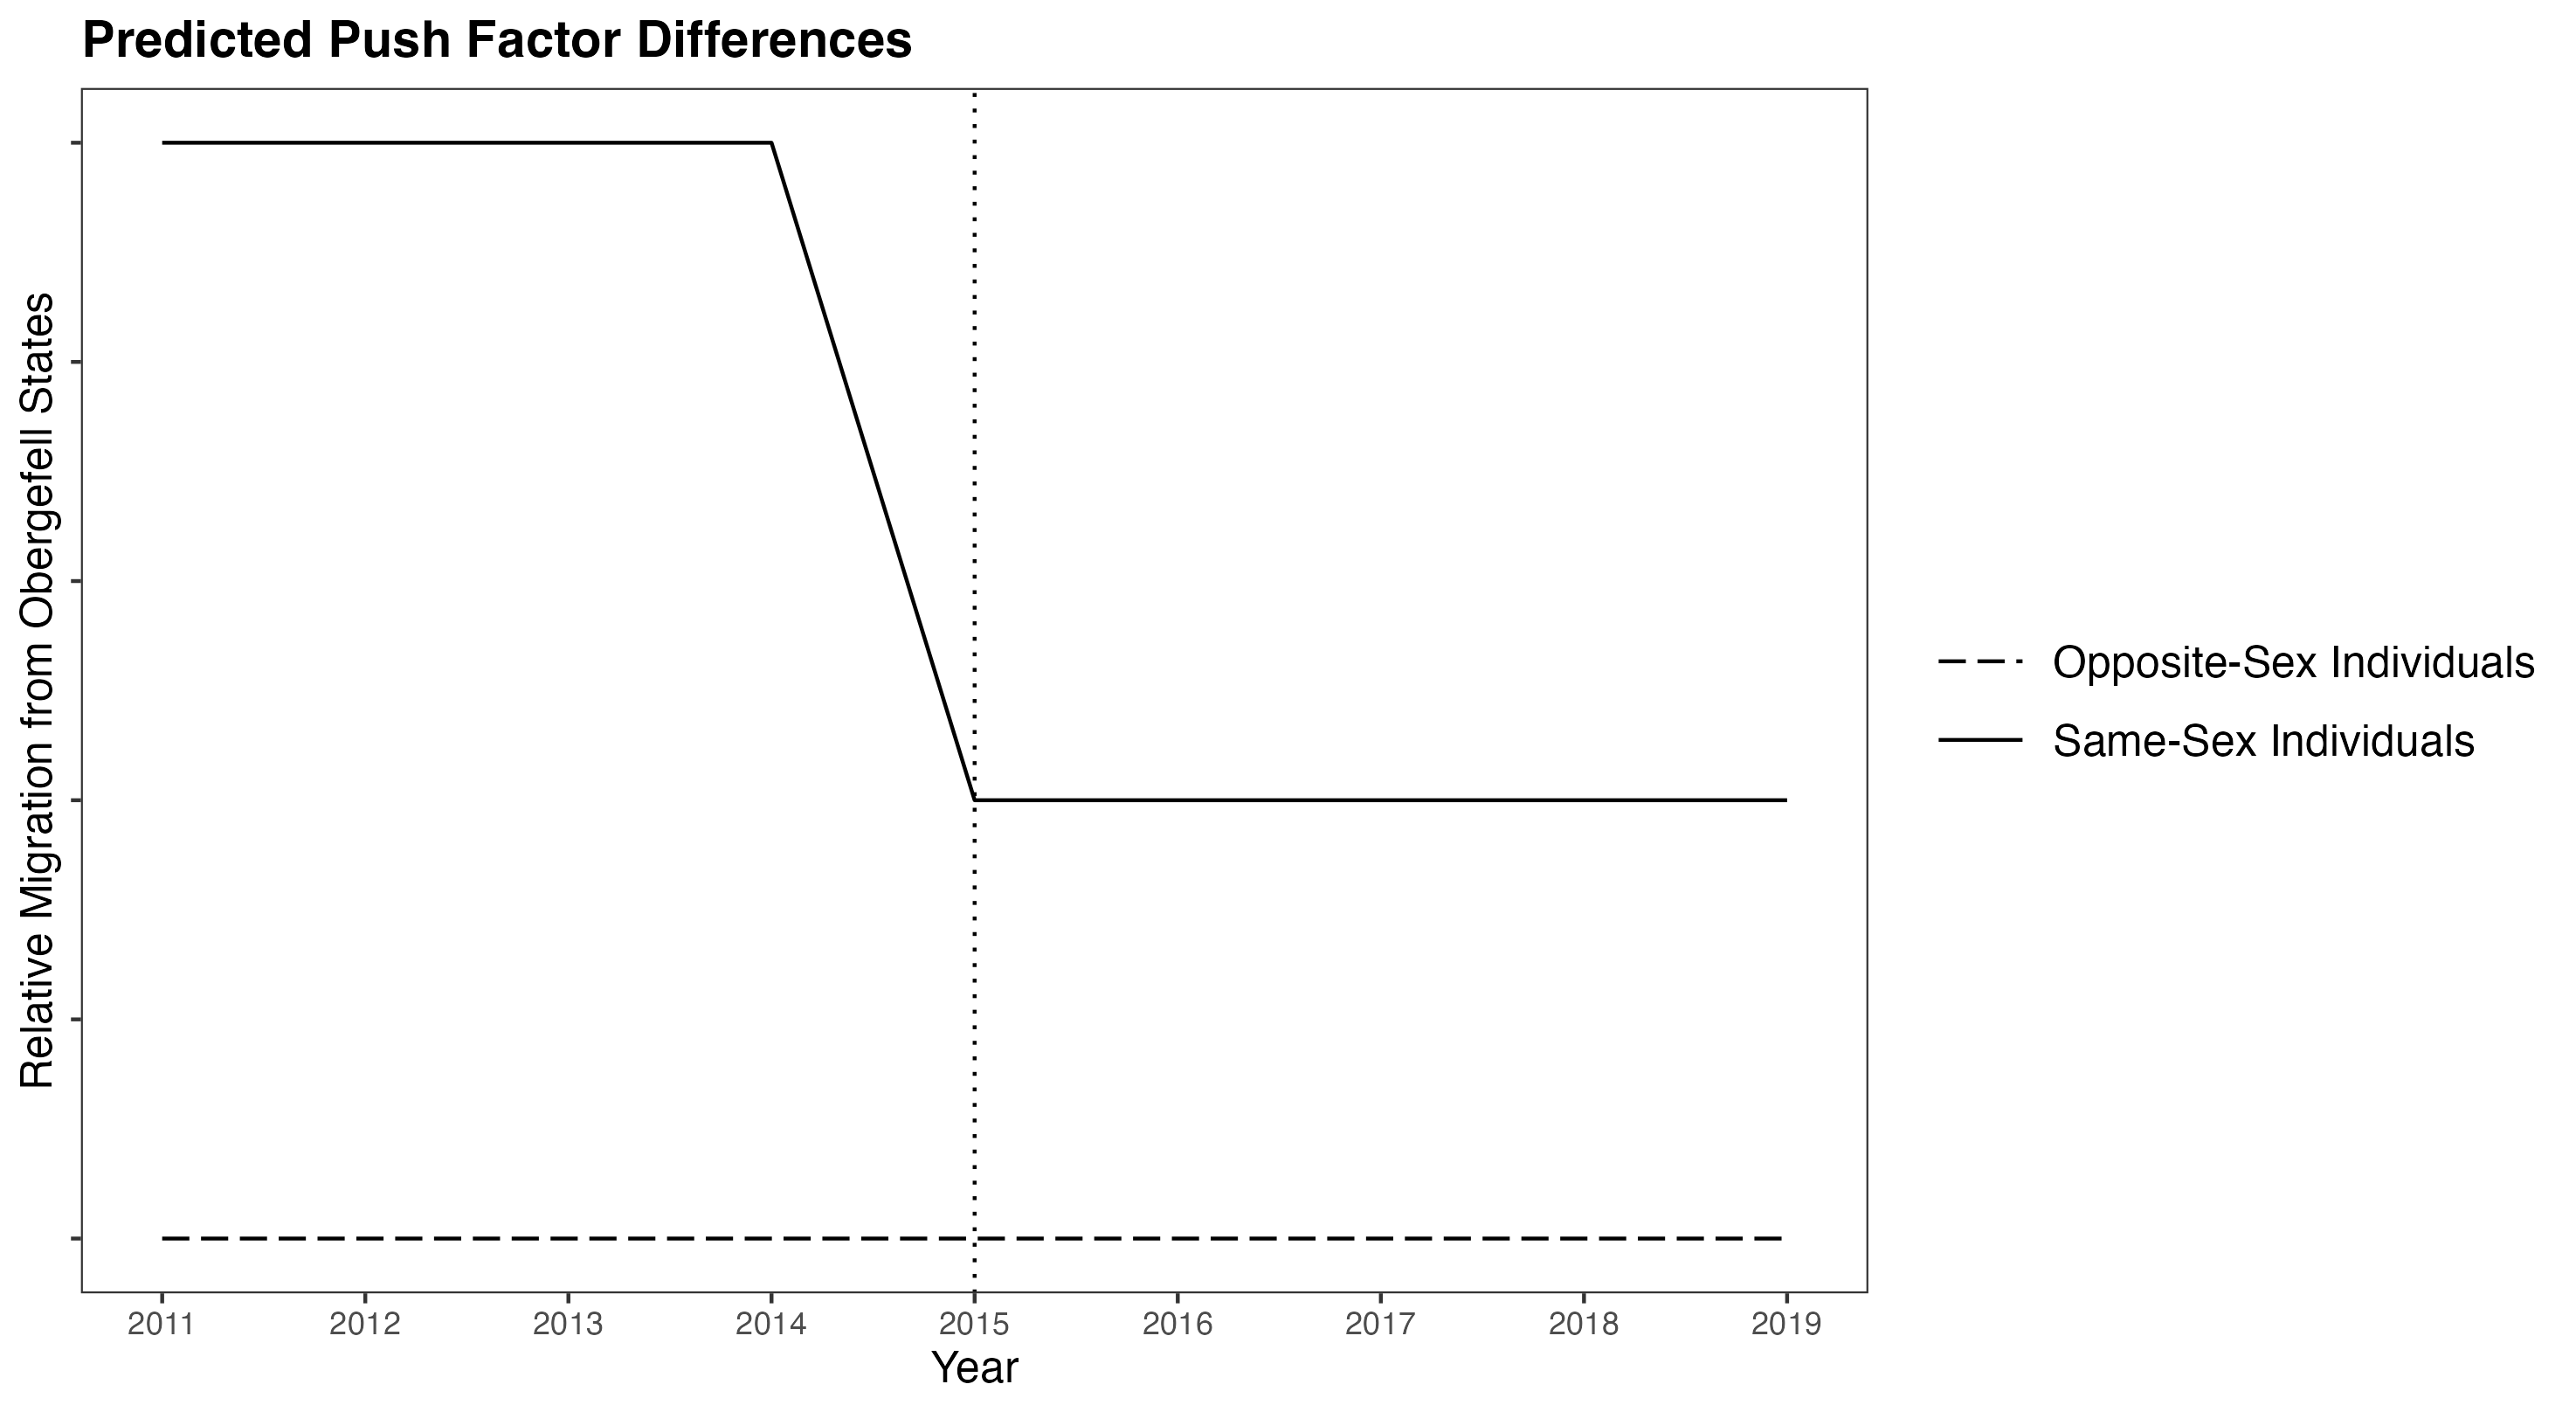 Predicted Push Factor Differences
Relative Migration from Obergefell States
Opposite-Sex Individuals
Same-Sex Individuals
2011 2012 2013 2014 2015 2016 2017 2018 2019
Year